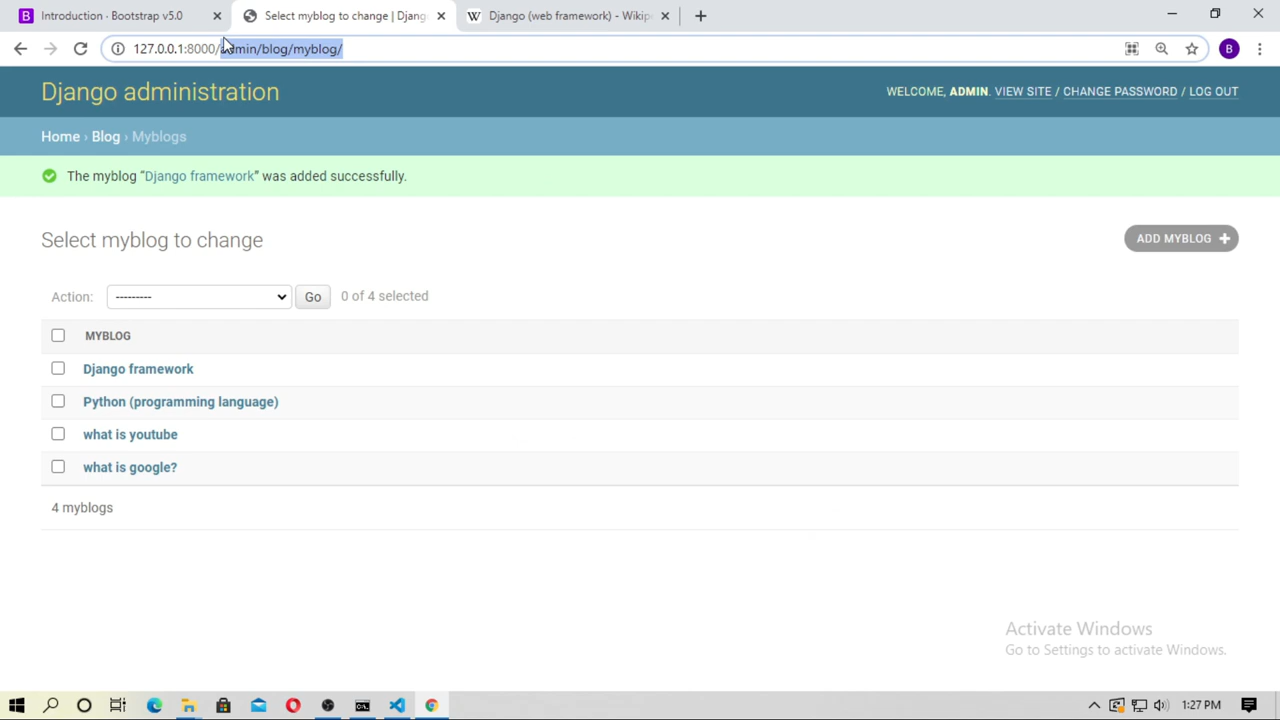 Introduction · Bootstrap v5.0
Select myblog to change | Djang
Django (web framework) - Wikip
127.0.0.1:8000/admin/blog/myblog/
B
Django administration
WELCOME, ADMIN. VIEW SITE / CHANGE PASSWORD / LOG OUT
Home › Blog › Myblogs
The myblog “Django framework” was added successfully.
Select myblog to change
ADD MYBLOG +
Action: --------- Go 0 of 4 selected
MYBLOG
Django framework
Python (programming language)
what is youtube
what is google?
4 myblogs
Activate Windows
Go to Settings to activate Windows.
1:27 PM